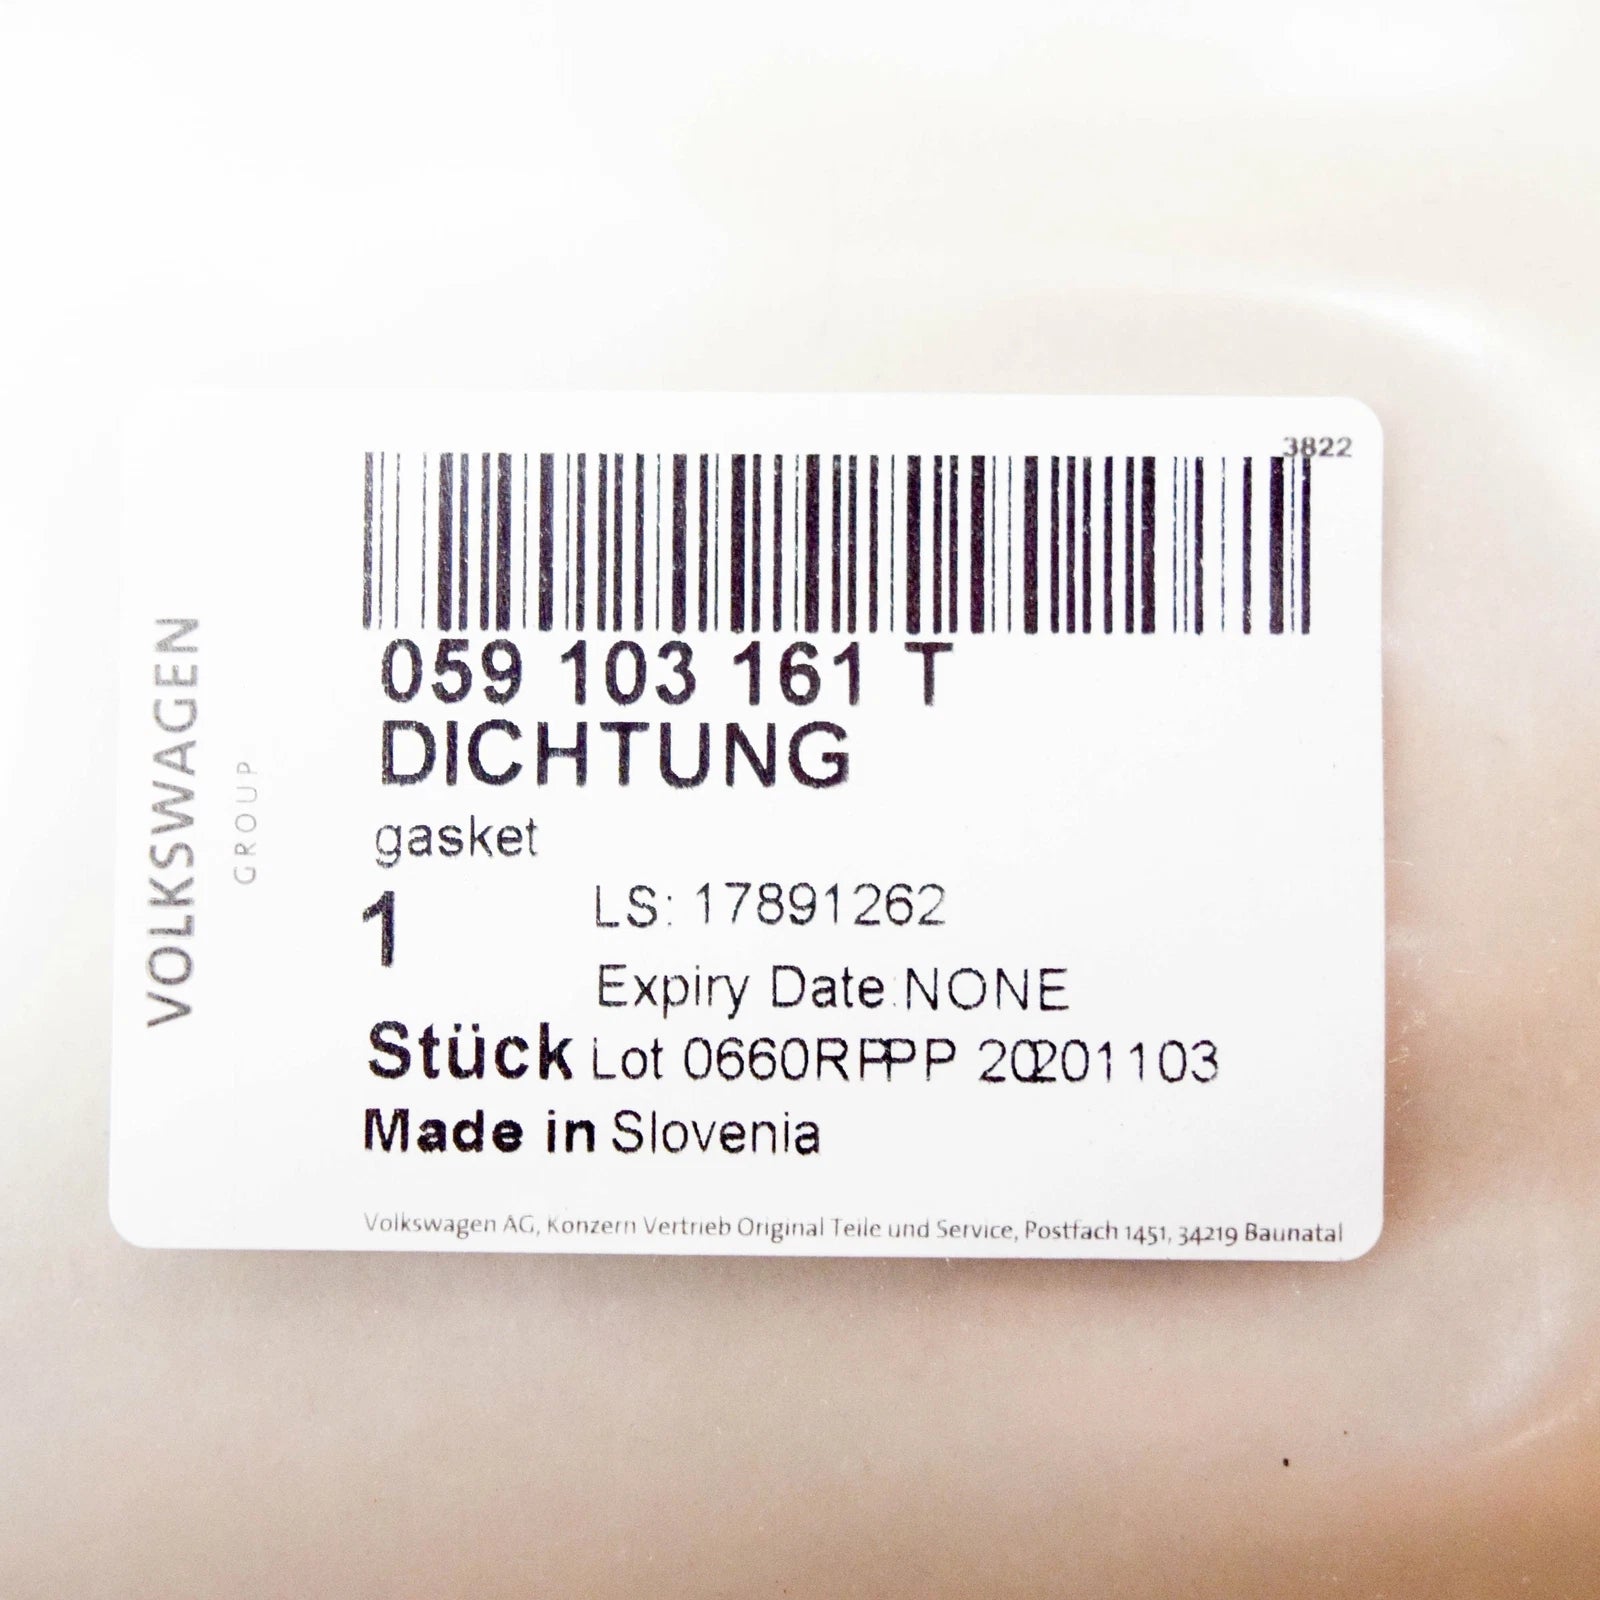 3822
059 103 161 T
DICHTUNG
gasket
1
LS: 17891262
Expiry Date:NONE
Stück Lot 0660RPPPP 20201103
Made in Slovenia
Volkswagen AG, Konzern Vertrieb Original Teile und Service, Postfach 1451, 34219 Baunatal
VOLKSWAGEN
GROUP